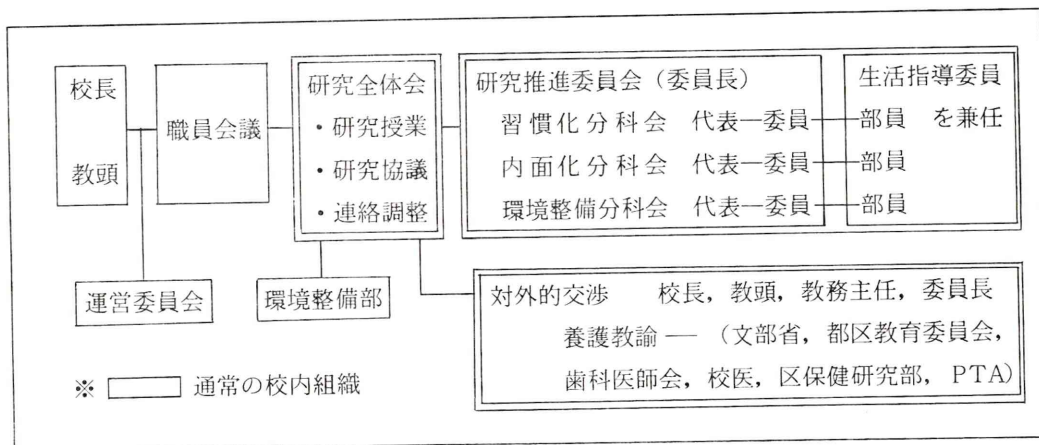 校長
教頭
職員会議
研究全体会
・研究授業
・研究協議
・連絡調整
研究推進委員会（委員長）
習慣化分科会　代表―委員
内面化分科会　代表―委員
環境整備分科会　代表―委員
生活指導委員
部員　を兼任
部員
部員
運営委員会
環境整備部
対外的交渉　校長，教頭，教務主任，委員長
養護教諭 ―（文部省，都区教育委員会，
歯科医師会，校医，区保健研究部，PTA）
※　通常の校内組織